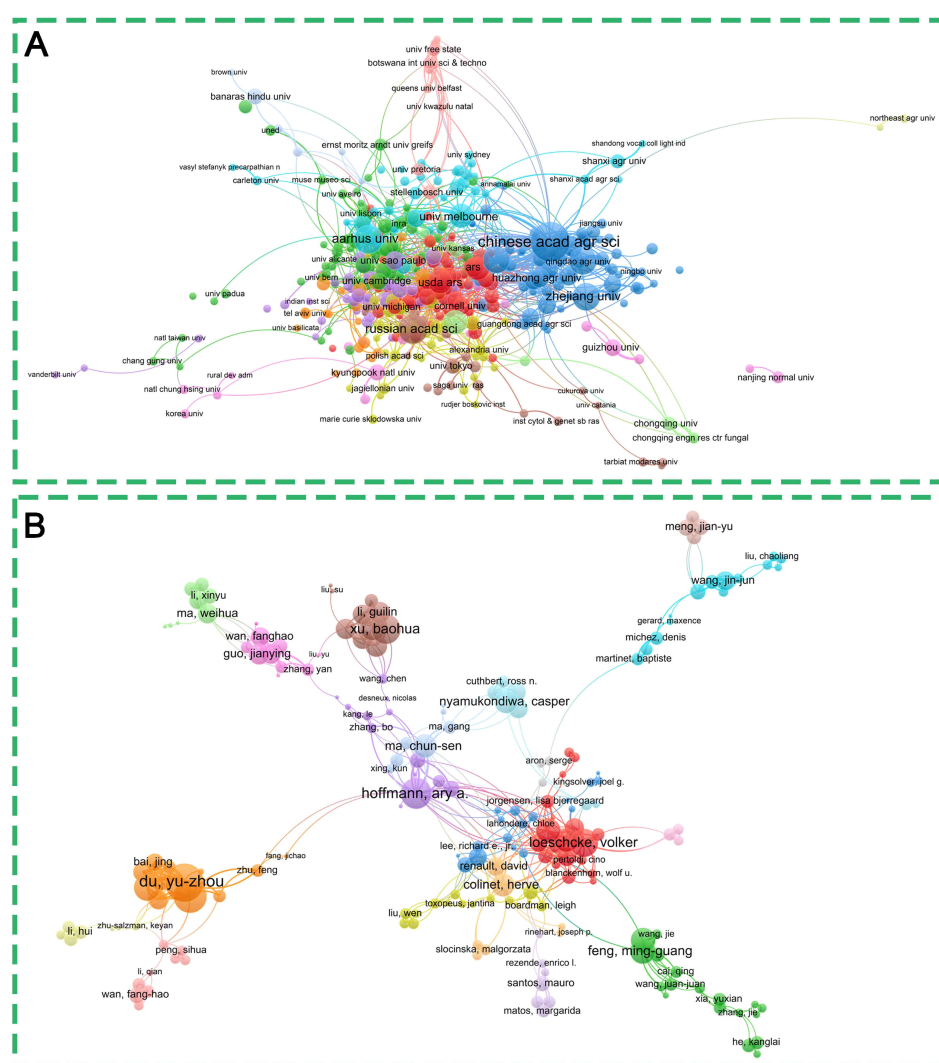 A
univ free state
botswana int univ sci & techno
brown univ
queens univ belfast
banaras hindu univ
univ kwazulu natal
northeast agr univ
uned
ernst moritz arndt univ greifs
shandong vocat coll light ind
univ sydney
shanxi agr univ
vasyl stefanyk precarpathian n
muse museo sci
univ pretoria
carleton univ
stellenbosch univ
annamalai univ
shanxi acad agr sci
univ aveiro
univ lisbon
inra
univ melbourne
jiangsu univ
aarhus univ
chinese acad agr sci
univ kansas
univ alicante
univ sao paulo
ars
qingdao agr univ
univ bern
univ cambridge
usda ars
huazhong agr univ
ningbo univ
univ padua
indian inst sci
univ michigan
cornell univ
zhejiang univ
tel aviv univ
univ basilicata
russian acad sci
guangdong acad agr sci
natl taiwan univ
chang gung univ
polish acad sci
alexandria univ
guizhou univ
vanderbilt univ
rural dev adm
kyungpook natl univ
univ tokyo
nanjing normal univ
natl chung hsing univ
jagiellonian univ
saga univ
ras
cukurova univ
korea univ
marie curie sklodowska univ
rudjer boskovic inst
univ catania
inst cytol & genet sb ras
chongqing univ
chongqing engn res ctr fungal
tarbiat modares univ
B
meng, jian-yu
liu, chaoliang
wang, jin-jun
li, xinyu
liu, su
ma, weihua
li, guilin
gerard, maxence
xu, baohua
michez, denis
wan, fanghao
guo, jianying
liu, yu
martinet, baptiste
zhang, yan
wang, chen
cuthbert, ross n.
desneux, nicolas
nyamukondiwa, casper
kang, le
zhang, bo
ma, gang
ma, chun-sen
xing, kun
aron, serge
kingsolver, joel g.
hoffmann, ary a.
jorgensen, lisa bjerregaard
lahondere, chloe
lee, richard e., jr.
loeschcke, volker
bai, jing
fang, jichao
pertoldi, cino
renault, david
zhu, feng
blanckenhorn, wolf u.
du, yu-zhou
colinet, herve
toxopeus, jantina
boardman, leigh
liu, wen
zhu-salzman, keyan
li, hui
rinehart, joseph p.
wang, jie
peng, sihua
slocinska, malgorzata
feng, ming-guang
rezende, enrico l.
cai, qing
li, qian
santos, mauro
wang, juan-juan
wan, fang-hao
xia, yuxian
matos, margarida
zhang, jie
he, kanglai